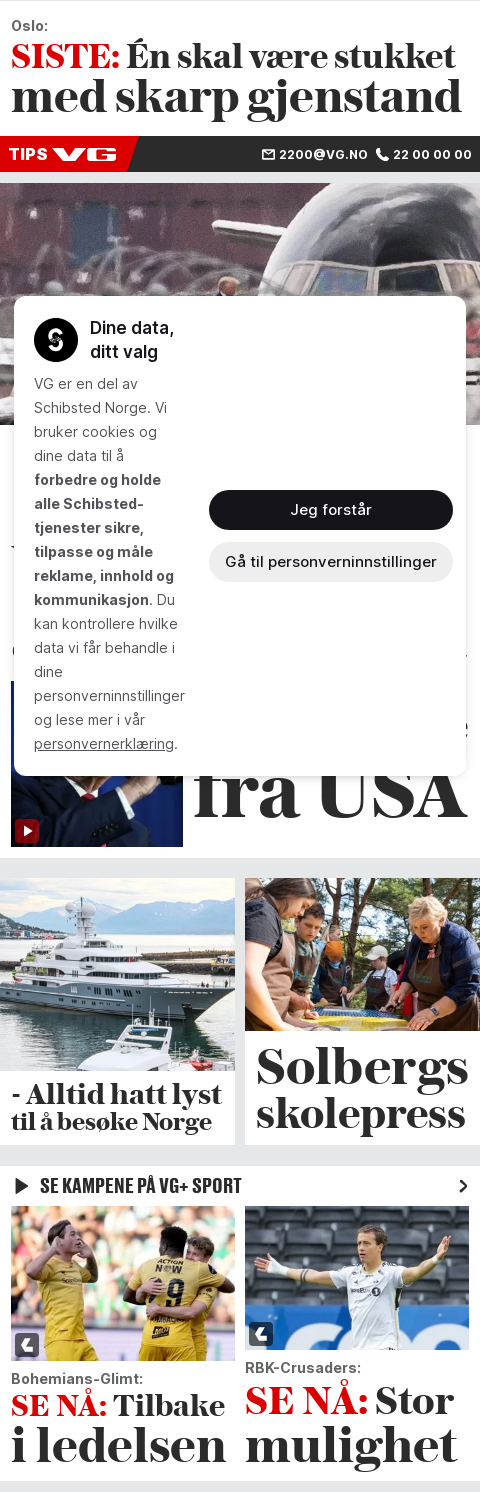 Oslo:
SISTE: Én skal være stukket
med skarp gjenstand
TIPS VG
2200@VG.NO 22 00 00 00
Dine data,
ditt valg
VG er en del av
Schibsted Norge. Vi
bruker cookies og
dine data til å
forbedre og holde
alle Schibsted-
tjenester sikre,
tilpasse og måle
reklame, innhold og
kommunikasjon. Du
kan kontrollere hvilke
data vi får behandle i
dine
personverninnstillinger
og lese mer i vår
personvernerklæring.
Jeg forstår
Gå til personverninnstillinger
fra USA
- Alltid hatt lyst
til å besøke Norge
Solbergs
skolepress
SE KAMPENE PÅ VG+ SPORT
ACTION
NOW
9
Bohemians-Glimt:
SE NÅ: Tilbake
i ledelsen
RBK-Crusaders:
SE NÅ: Stor
mulighet